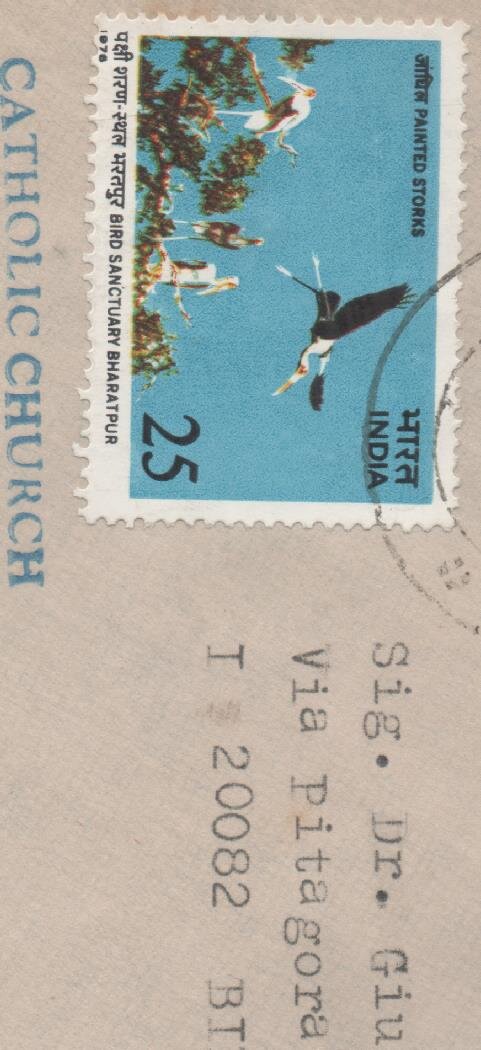 CATHOLIC CHURCH
जांघिल PAINTED STORKS
भारत
INDIA
25
पक्षी शरण-स्थल भरतपुर BIRD SANCTUARY BHARATPUR
1976
Sig. Dr. Giu
Via Pitagora
I 20082 BI